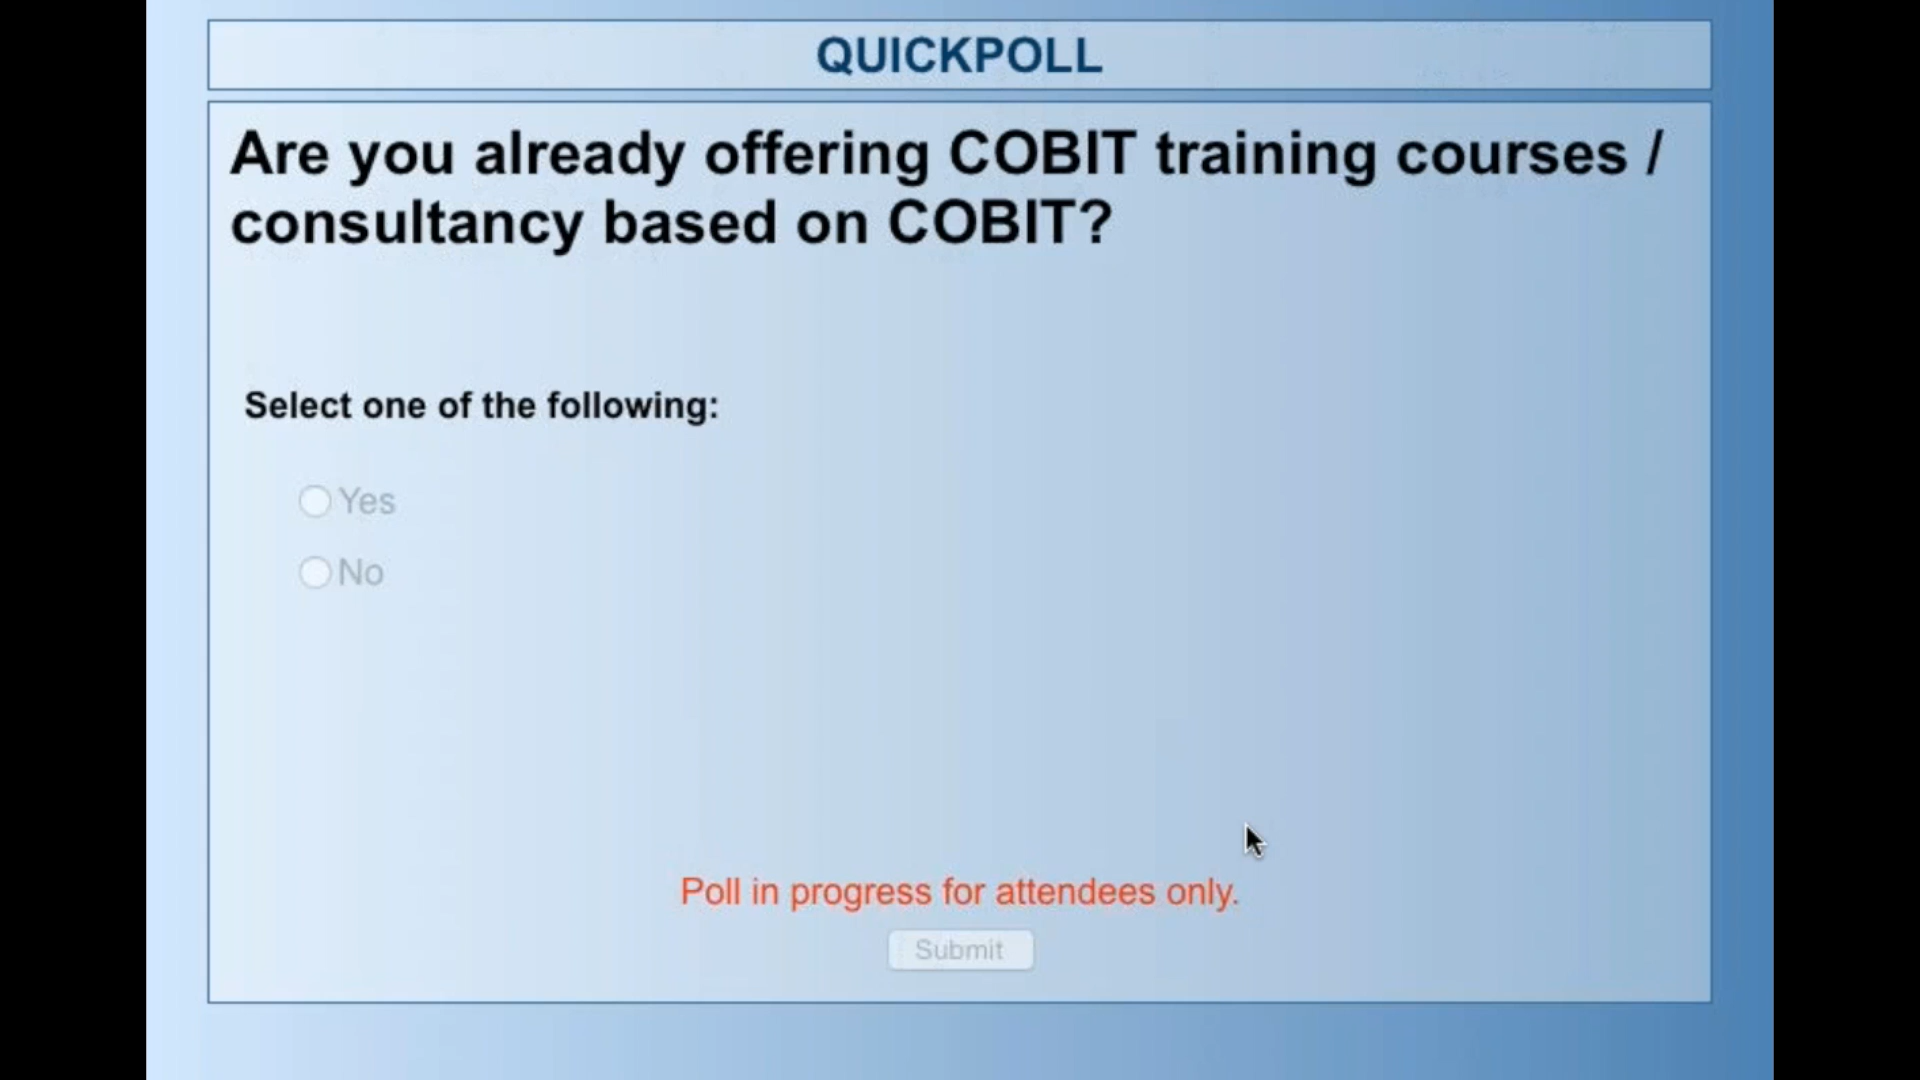 QUICKPOLL
Are you already offering COBIT training courses /
consultancy based on COBIT?
Select one of the following:
Yes
No
Poll in progress for attendees only.
Submit